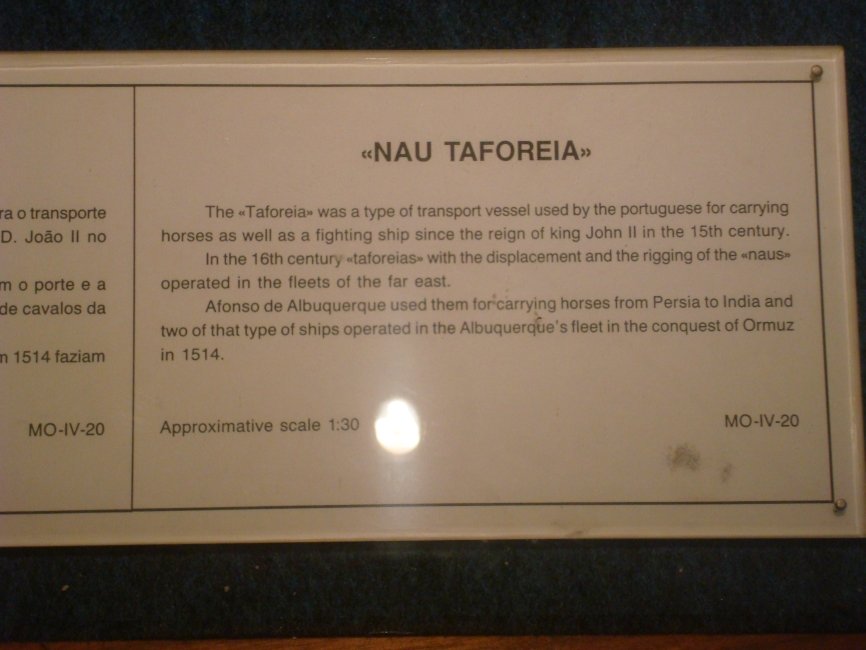 ra o transporte
D. João II no
m o porte e a
de cavalos da
n 1514 faziam
MO-IV-20
«NAU TAFOREIA»
The «Taforeia» was a type of transport vessel used by the portuguese for carrying
horses as well as a fighting ship since the reign of king John II in the 15th century.
In the 16th century «taforeias» with the displacement and the rigging of the «naus»
operated in the fleets of the far east.
Afonso de Albuquerque used them for carrying horses from Persia to India and
two of that type of ships operated in the Albuquerque's fleet in the conquest of Ormuz
in 1514.
Approximative scale 1:30
MO-IV-20